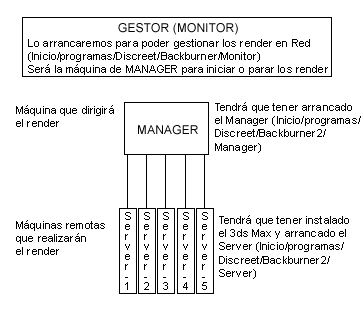 GESTOR (MONITOR)
Lo arrancaremos para poder gestionar los render en Red
(Inicio/programas/Discreet/Backburner/Monitor)
Será la máquina de MANAGER para iniciar o parar los render
Máquina que dirigirá
el render
MANAGER
Tendrá que tener arrancado
el Manager (Inicio/programas/
Discreet/Backburner2/
Manager)
Máquinas remotas
que realizarán
el render
Server-1
Server-2
Server-3
Server-4
Server-5
Tendrá que tener instalado
el 3ds Max y arrancado el
Server (Inicio/programas/
Discreet/Backburner2/
Server)